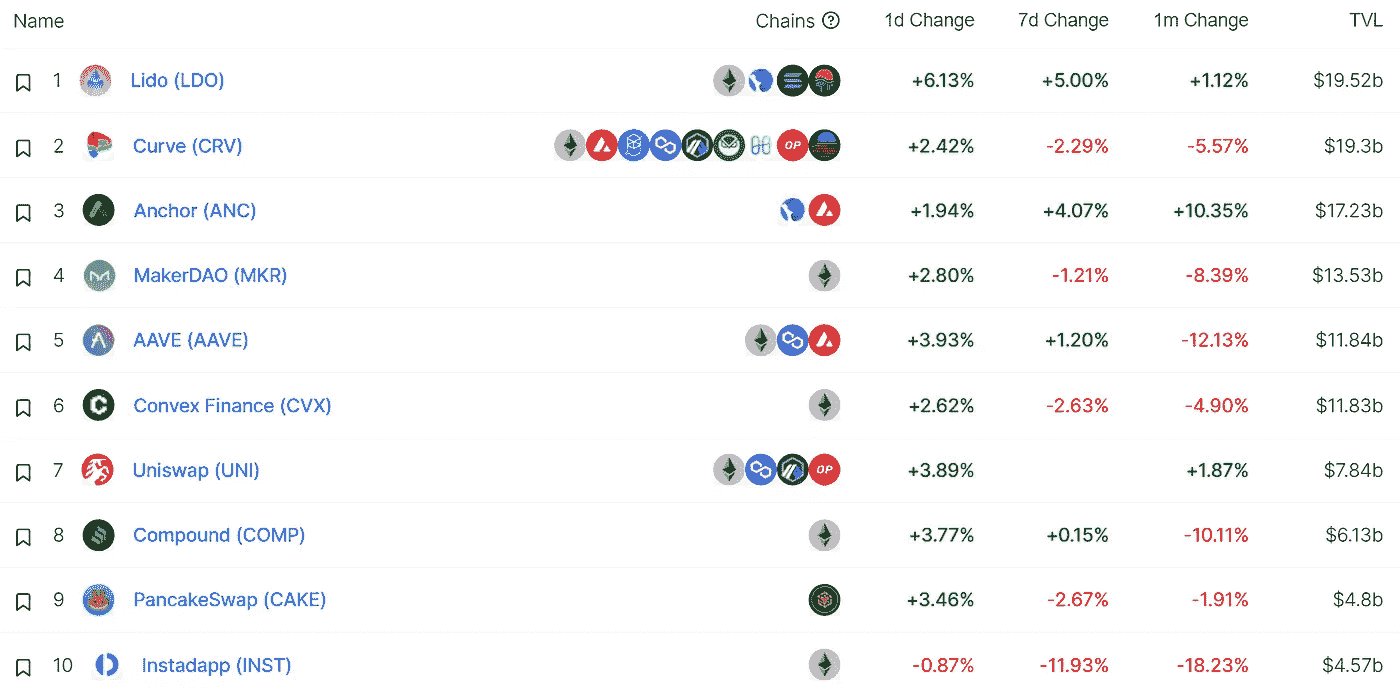 Name Chains ? 1d Change 7d Change 1m Change TVL
1 Lido (LDO) +6.13% +5.00% +1.12% $19.52b
2 Curve (CRV) OP +2.42% -2.29% -5.57% $19.3b
3 Anchor (ANC) +1.94% +4.07% +10.35% $17.23b
4 MakerDAO (MKR) +2.80% -1.21% -8.39% $13.53b
5 AAVE (AAVE) +3.93% +1.20% -12.13% $11.84b
6 Convex Finance (CVX) +2.62% -2.63% -4.90% $11.83b
7 Uniswap (UNI) OP +3.89% +1.87% $7.84b
8 Compound (COMP) +3.77% +0.15% -10.11% $6.13b
9 PancakeSwap (CAKE) +3.46% -2.67% -1.91% $4.8b
10 Instadapp (INST) -0.87% -11.93% -18.23% $4.57b